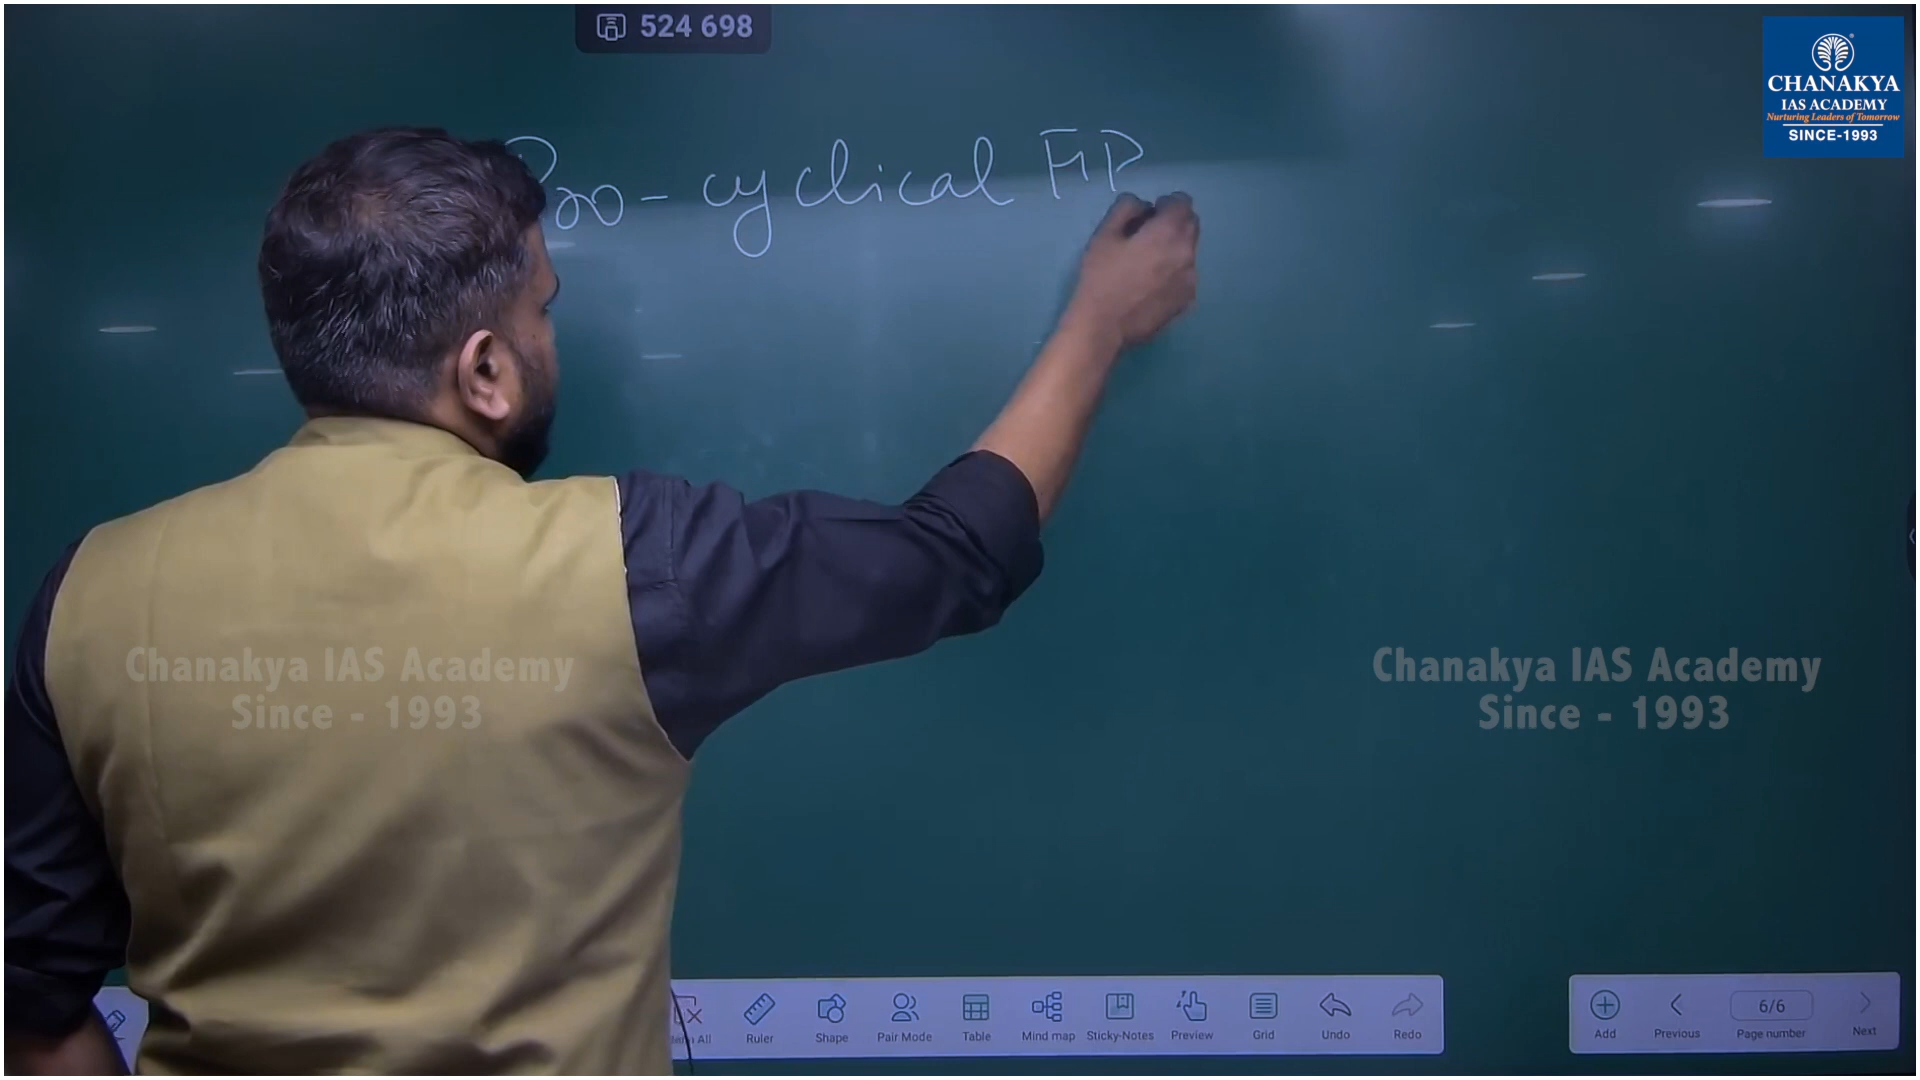 524 698
CHANAKYA
IAS ACADEMY
Nurturing Leaders of Tomorrow
SINCE-1993
Pro-cyclical FP
Chanakya IAS Academy
Since - 1993
Chanakya IAS Academy
Since - 1993
All
Ruler
Shape
Pair Mode
Table
Mind map
Sticky-Notes
Preview
Grid
Undo
Redo
Add
Previous
6/6
Page number
Next